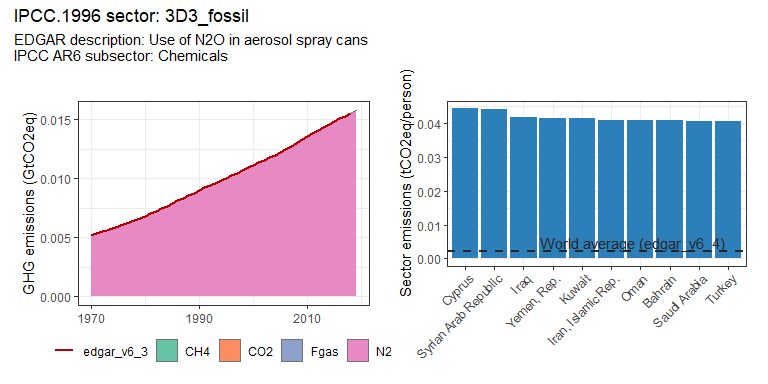 IPCC.1996 sector: 3D3_fossil
EDGAR description: Use of N2O in aerosol spray cans
IPCC AR6 subsector: Chemicals
GHG emissions (GtCO2eq)
0.015
0.010
0.005
0.000
1970
1990
2010
edgar_v6_3
CH4
CO2
Fgas
N2
Sector emissions (tCO2eq/person)
0.04
0.03
0.02
0.01
0.00
World average (edgar_v6_4)
Cyprus
Syrian Arab Republic
Iraq
Yemen, Rep.
Kuwait
Iran, Islamic Rep.
Oman
Bahrain
Saudi Arabia
Turkey